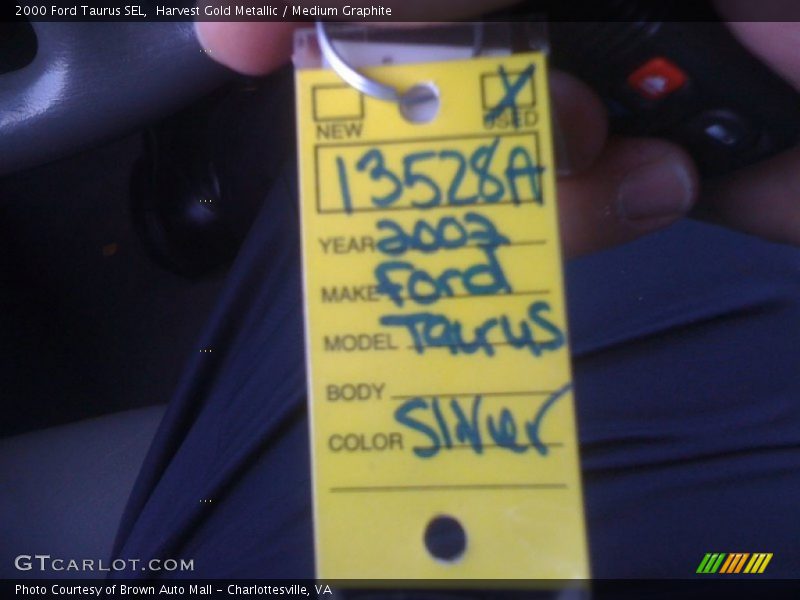 2000 Ford Taurus SEL,  Harvest Gold Metallic / Medium Graphite
NEW USED
13528A
YEAR 2002
MAKE Ford
MODEL Taurus
BODY
COLOR Silver
GTCARLOT.COM
Photo Courtesy of Brown Auto Mall - Charlottesville, VA